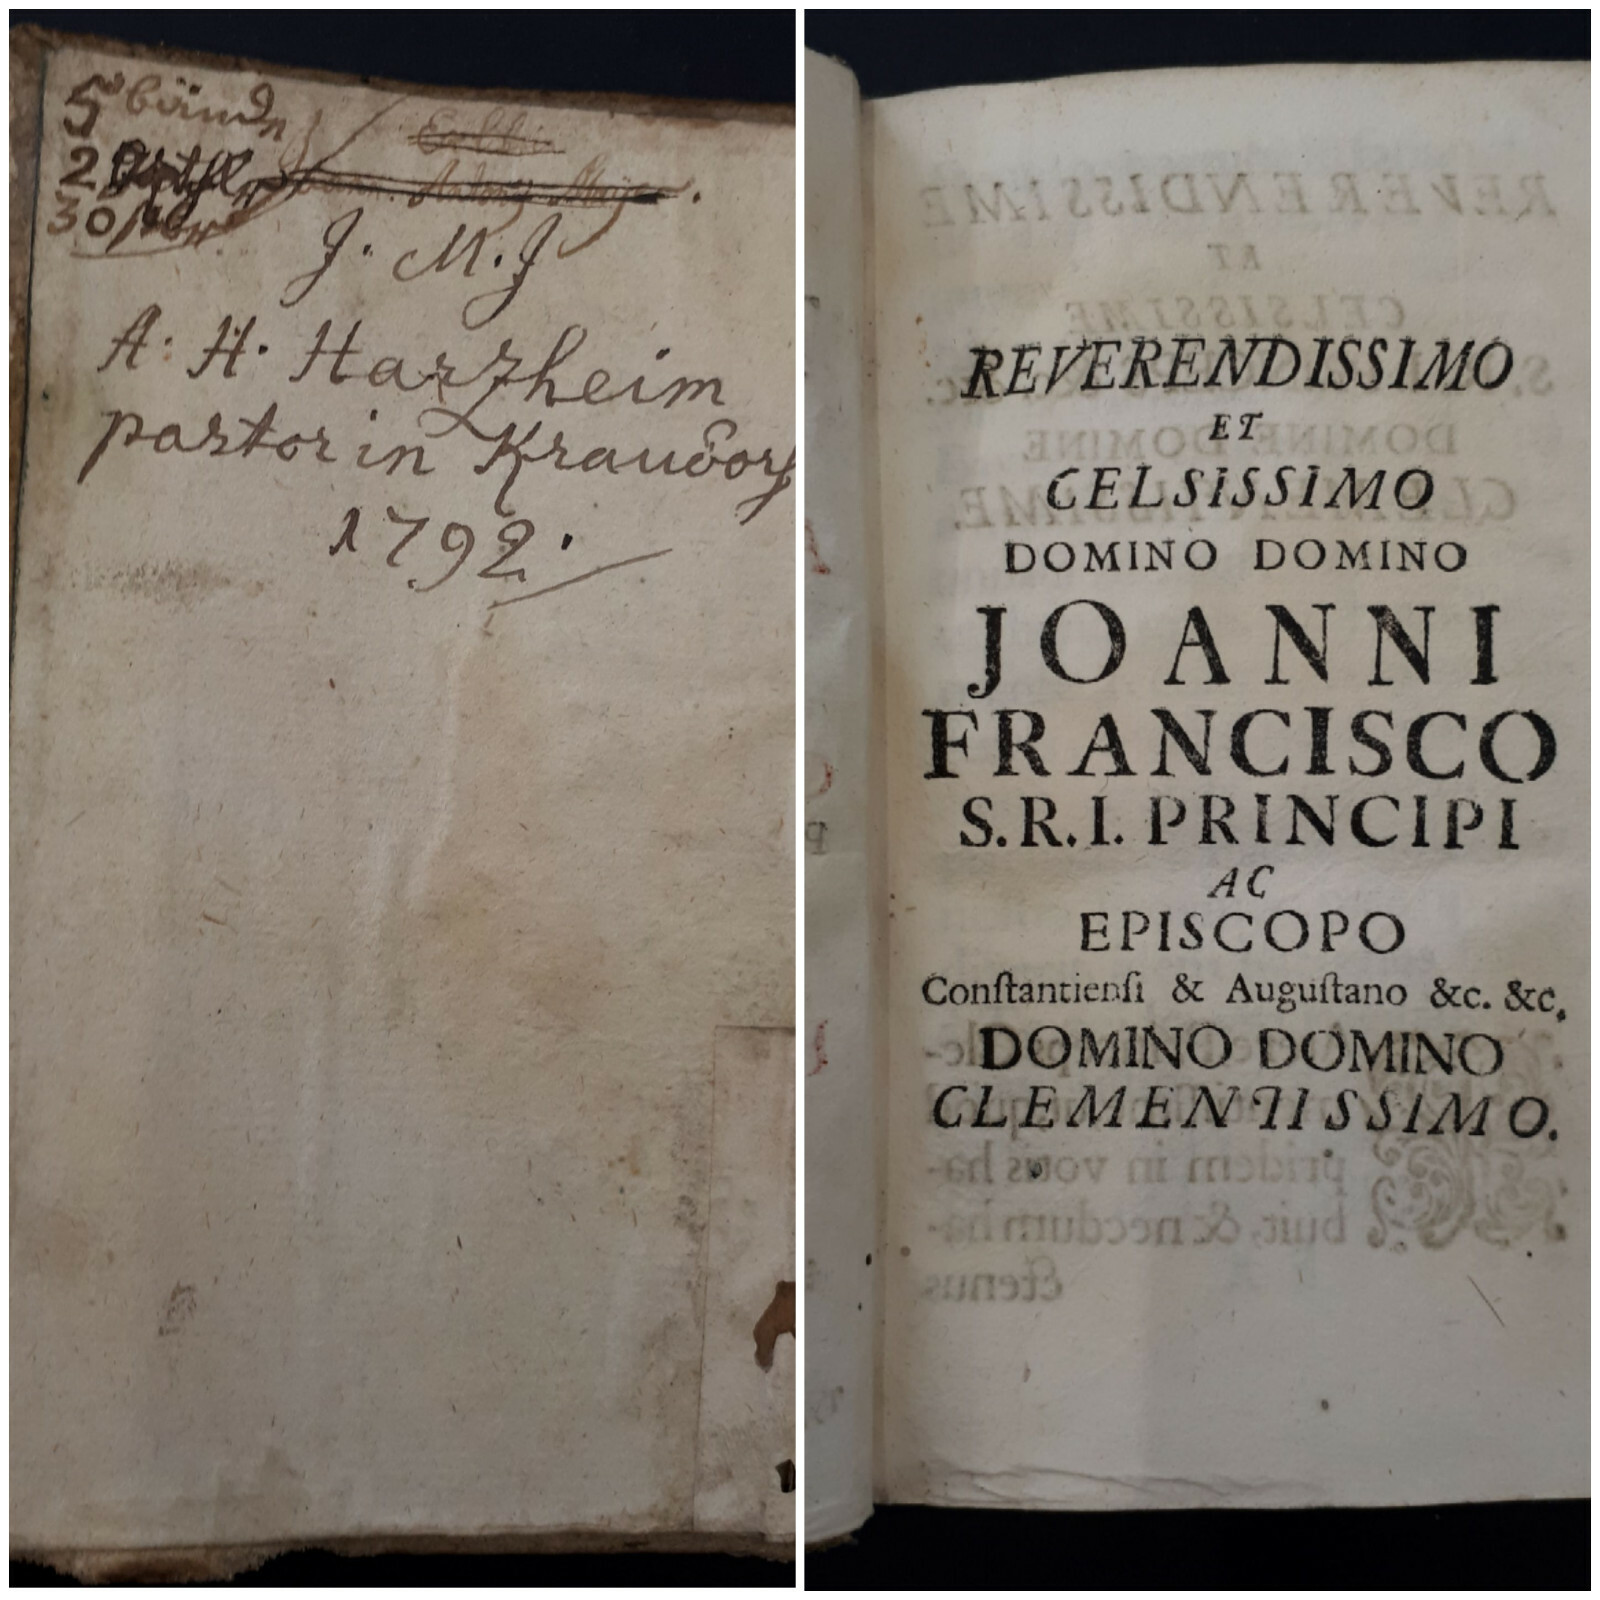 5 bänd
2
30
J. M. J
A. H. Harzheim
pastor in Kraudorf
1792.
REVERENDISSIMO
ET
CELSISSIMO
DOMINO DOMINO
JOANNI
FRANCISCO
S.R.I. PRINCIPI
AC
EPISCOPO
Conſtantienſi & Auguſtano &c. &c.
DOMINO DOMINO
CLEMENTISSIMO.